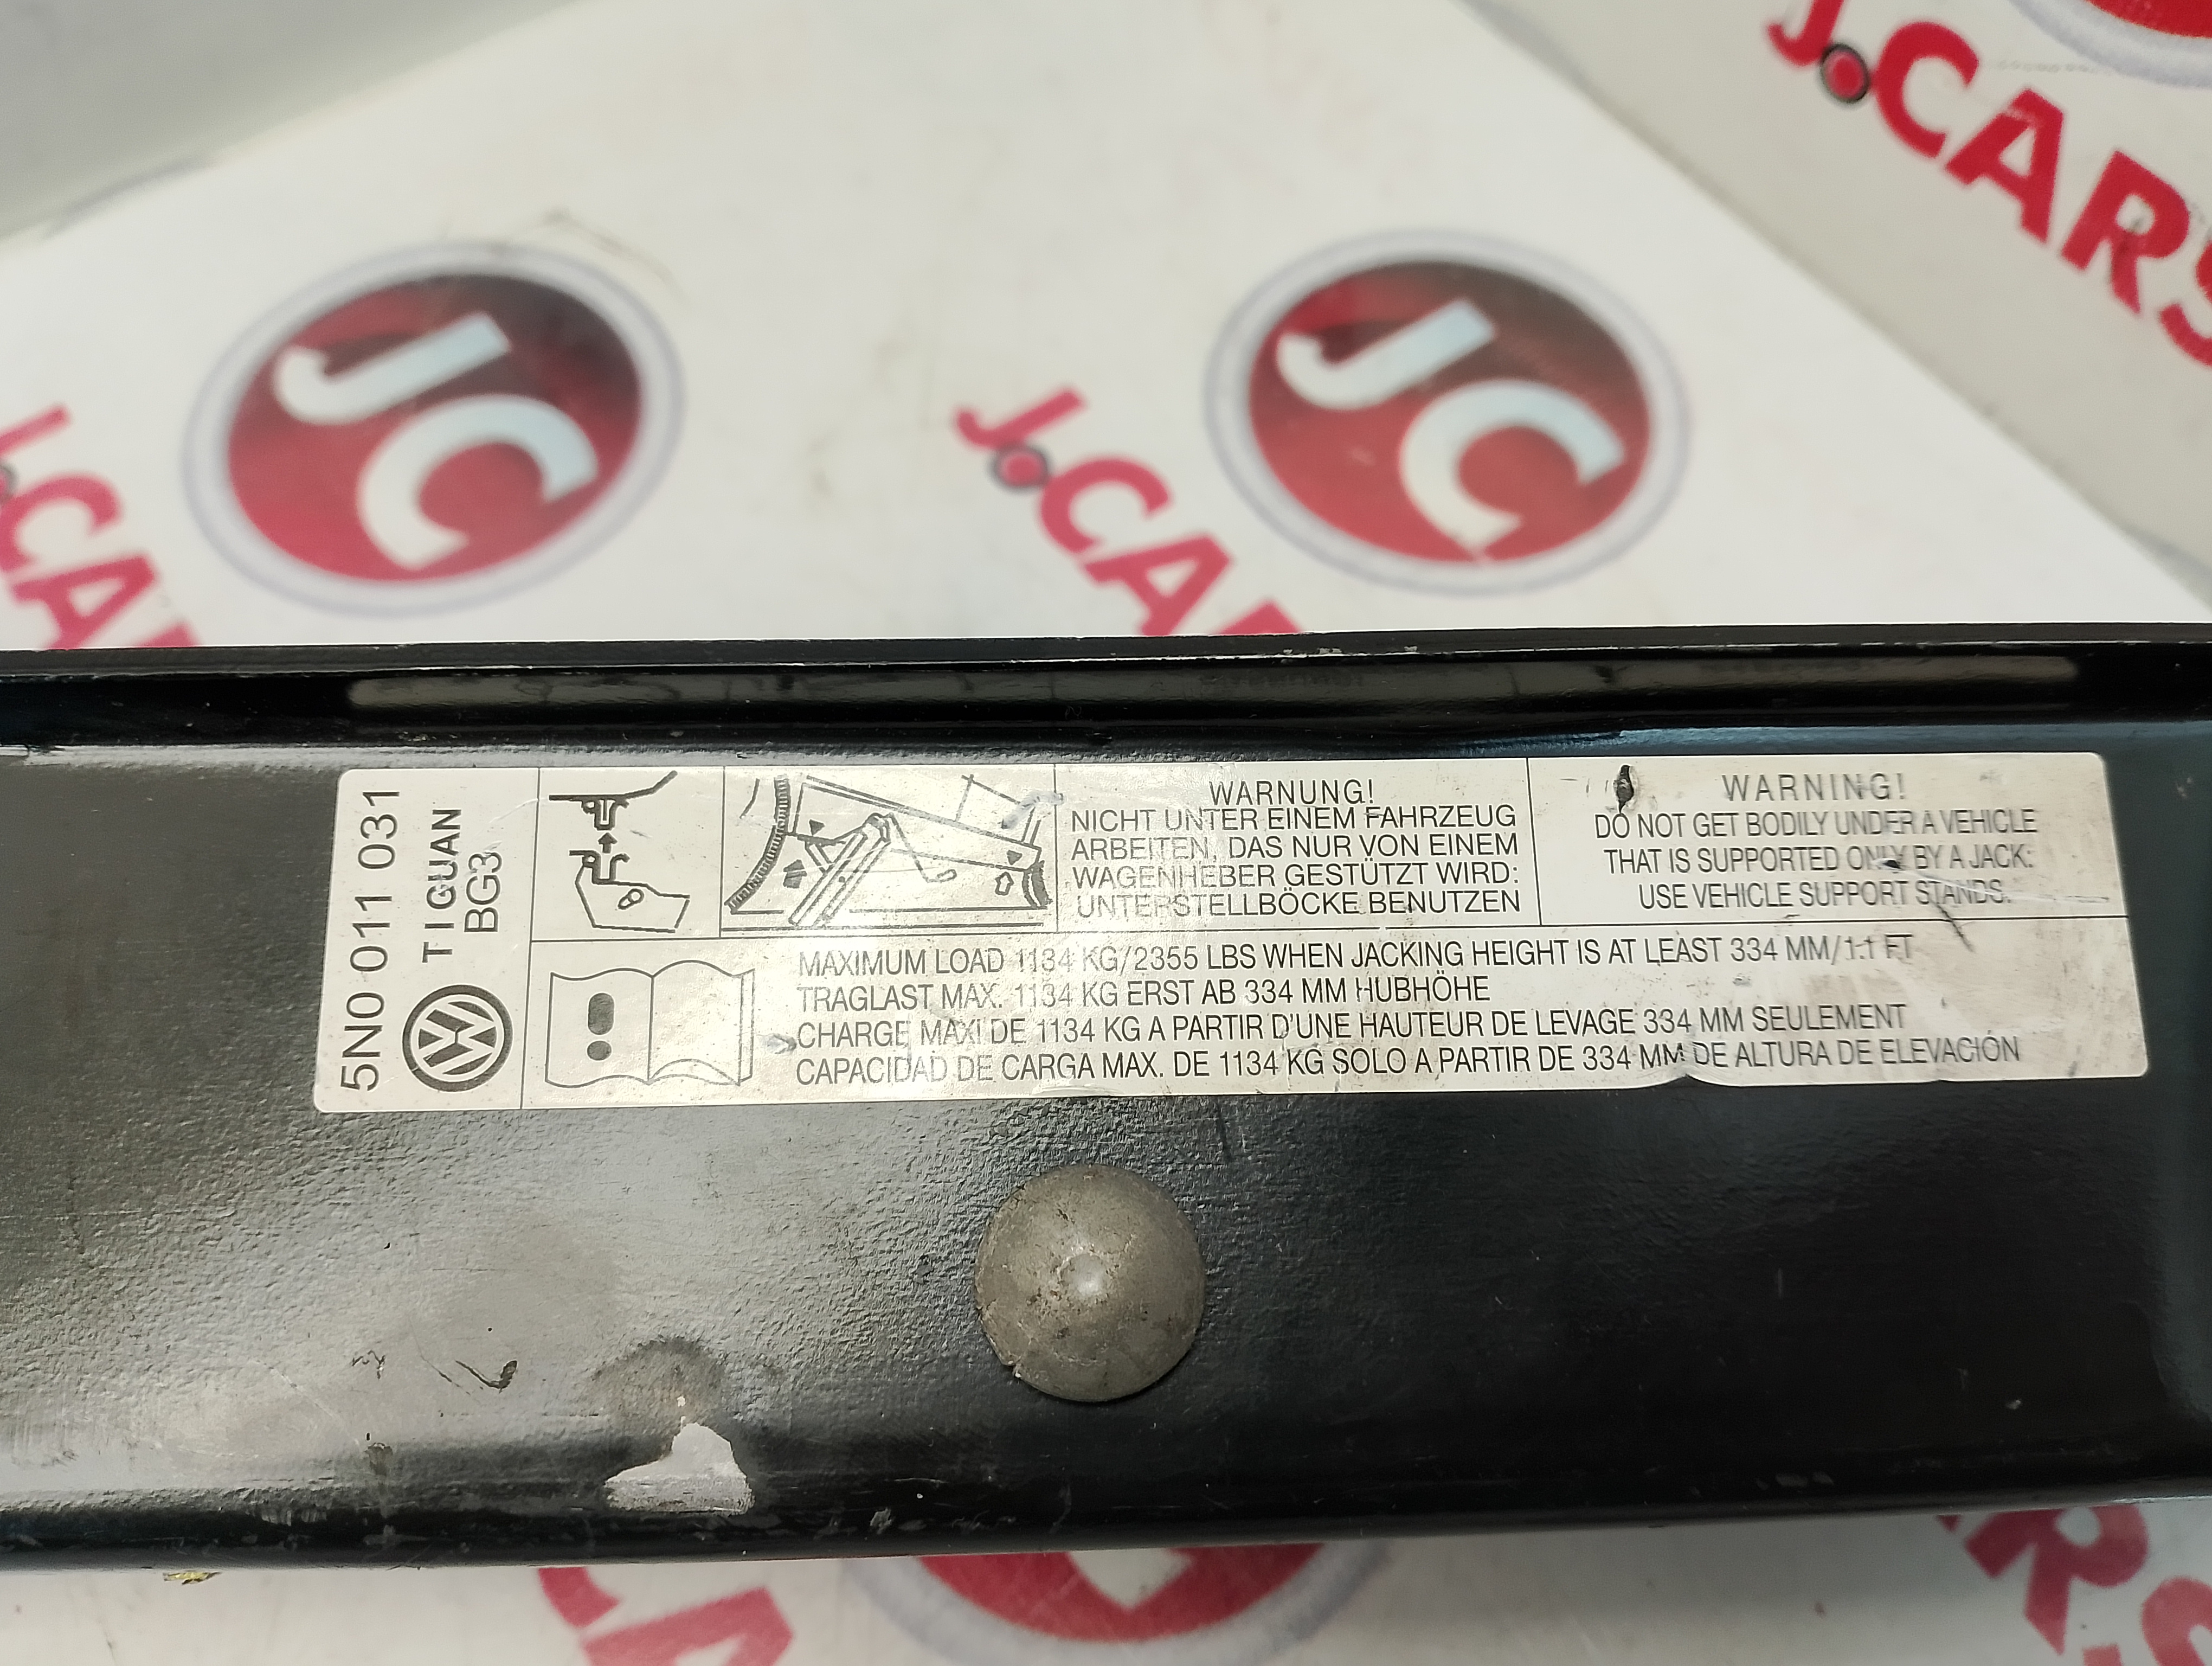 J.CARS
JC
JC
J.CAR
J.CAR
5N0 011 031
TIGUAN
BG3
WARNUNG!
NICHT UNTER EINEM FAHRZEUG
ARBEITEN, DAS NUR VON EINEM
WAGENHEBER GESTÜTZT WIRD:
UNTERSTELLBÖCKE BENUTZEN
WARNING!
DO NOT GET BODILY UNDER A VEHICLE
THAT IS SUPPORTED ONLY BY A JACK:
USE VEHICLE SUPPORT STANDS.
MAXIMUM LOAD 1134 KG/2355 LBS WHEN JACKING HEIGHT IS AT LEAST 334 MM/1.1 FT
TRAGLAST MAX. 1134 KG ERST AB 334 MM HUBHÖHE
CHARGE MAXI DE 1134 KG A PARTIR D'UNE HAUTEUR DE LEVAGE 334 MM SEULEMENT
CAPACIDAD DE CARGA MAX. DE 1134 KG SOLO A PARTIR DE 334 MM DE ALTURA DE ELEVACIÓN